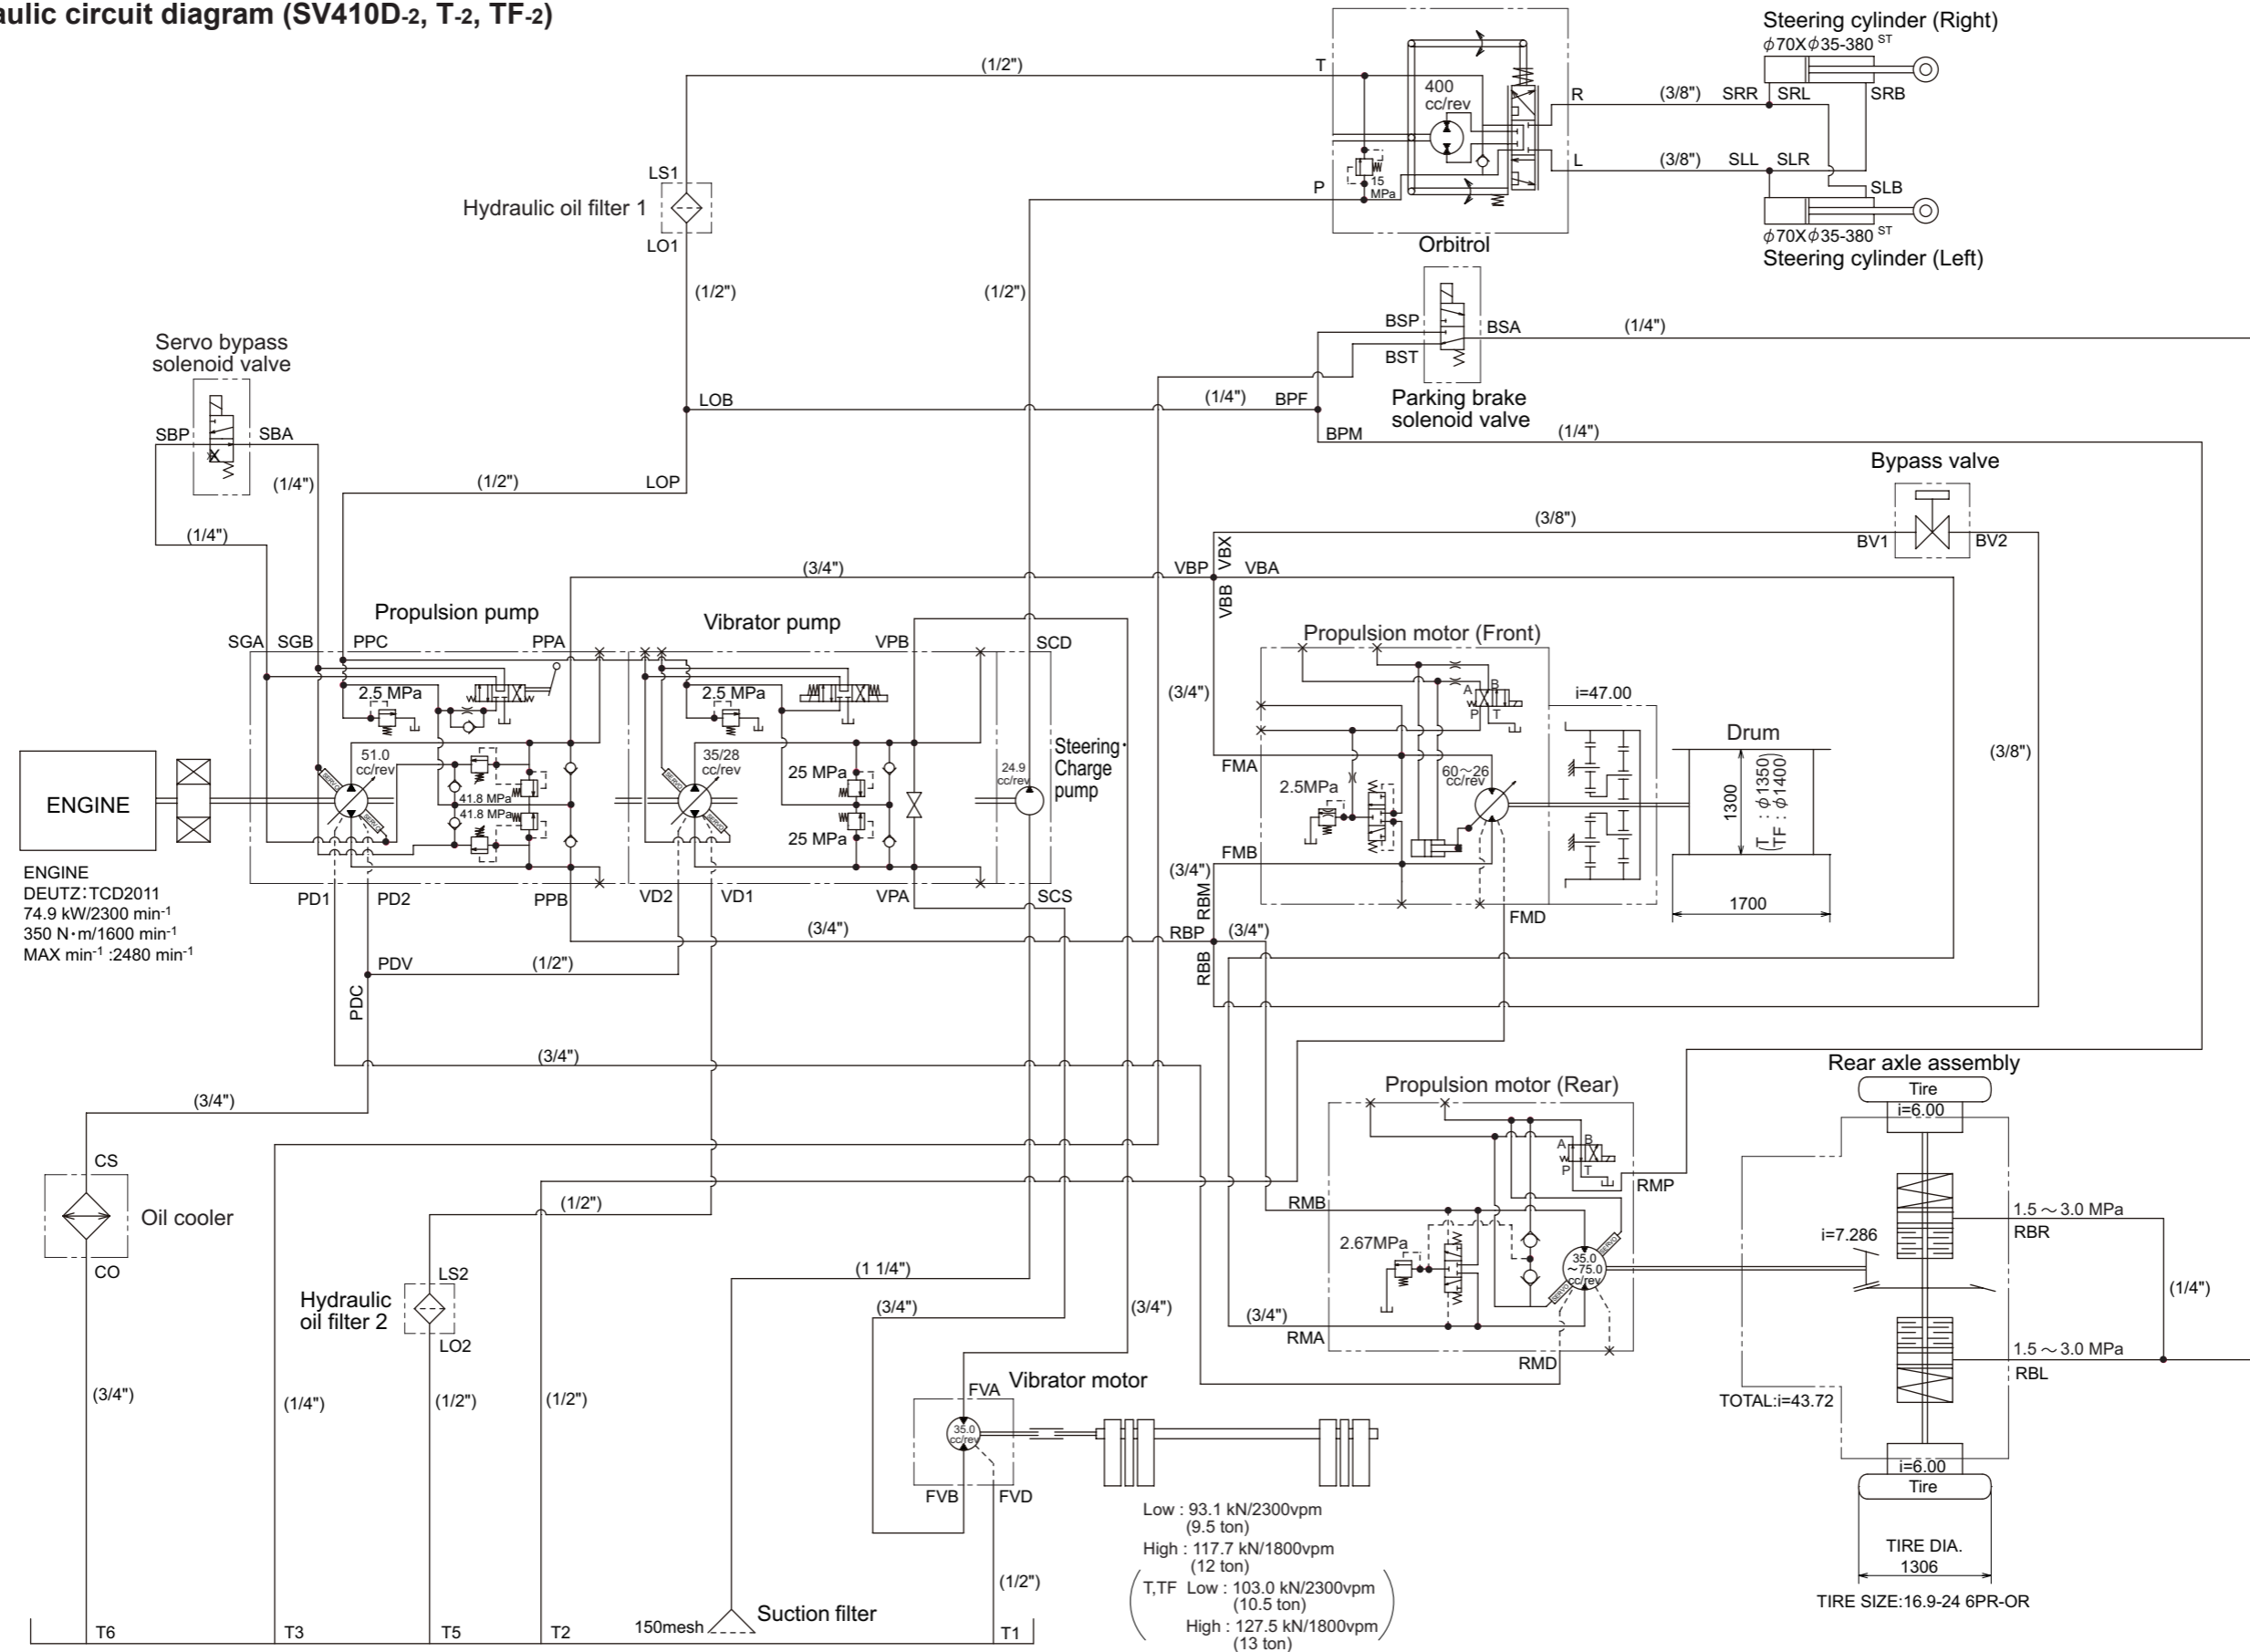 aulic circuit diagram (SV410D-2, T-2, TF-2)
Steering cylinder (Right)
ϕ70Xϕ35-380 ST
(1/2")
T
400
cc/rev
R
(3/8")
SRR
SRL
SRB
15
MPa
L
(3/8")
SLL
SLR
P
SLB
ϕ70Xϕ35-380 ST
Steering cylinder (Left)
Orbitrol
LS1
Hydraulic oil filter 1
LO1
(1/2")
(1/2")
BSP
BSA
(1/4")
BST
Parking brake
solenoid valve
Servo bypass
solenoid valve
SBP
SBA
(1/4")
(1/4")
LOB
(1/4")
BPF
BPM
(1/4")
(1/2")
LOP
Bypass valve
(3/8")
BV1
BV2
(3/4")
VBP
VBX
VBA
VBB
Propulsion pump
Vibrator pump
SGA
SGB
PPC
PPA
VPB
SCD
2.5 MPa
2.5 MPa
51.0
cc/rev
41.8 MPa
41.8 MPa
SERVO
SERVO
35/28
cc/rev
SERVO
SERVO
25 MPa
25 MPa
24.9
cc/rev
Steering·
Charge
pump
ENGINE
ENGINE
DEUTZ:TCD2011
74.9 kW/2300 min-1
350 N·m/1600 min-1
MAX min-1 :2480 min-1
PD1
PD2
PPB
VD2
VD1
VPA
SCS
Propulsion motor (Front)
(3/4")
A
B
P
T
i=47.00
FMA
2.5MPa
60～26
cc/rev
FMB
(3/4")
RBM
FMD
Drum
1300
(T : ϕ1350)
(TF : ϕ1400)
1700
(3/8")
(3/4")
RBP
(3/4")
RBB
PDV
(1/2")
PDC
(3/4")
(3/4")
CS
Oil cooler
CO
(1/2")
LS2
Hydraulic
oil filter 2
LO2
(3/4")
(1/4")
(1/2")
(1/2")
(1 1/4")
(3/4")
(3/4")
Propulsion motor (Rear)
A
B
P
T
RMP
RMB
2.67MPa
35.0
～75.0
cc/rev
SERVO
SERVO
(3/4")
RMA
RMD
Rear axle assembly
Tire
i=6.00
1.5～3.0 MPa
RBR
i=7.286
(1/4")
1.5～3.0 MPa
RBL
TOTAL:i=43.72
i=6.00
Tire
TIRE DIA.
1306
TIRE SIZE:16.9-24 6PR-OR
FVA
Vibrator motor
35.0
cc/rev
FVB
FVD
Low : 93.1 kN/2300vpm
(9.5 ton)
High : 117.7 kN/1800vpm
(12 ton)
T,TF Low : 103.0 kN/2300vpm
(10.5 ton)
High : 127.5 kN/1800vpm
(13 ton)
(1/2")
150mesh
Suction filter
T6
T3
T5
T2
T1